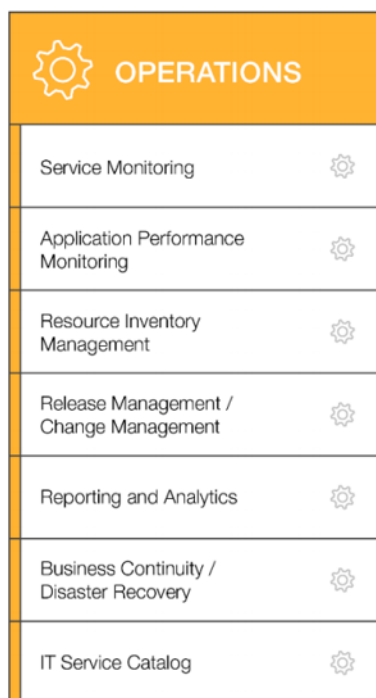 OPERATIONS
Service Monitoring
Application Performance
Monitoring
Resource Inventory
Management
Release Management /
Change Management
Reporting and Analytics
Business Continuity /
Disaster Recovery
IT Service Catalog